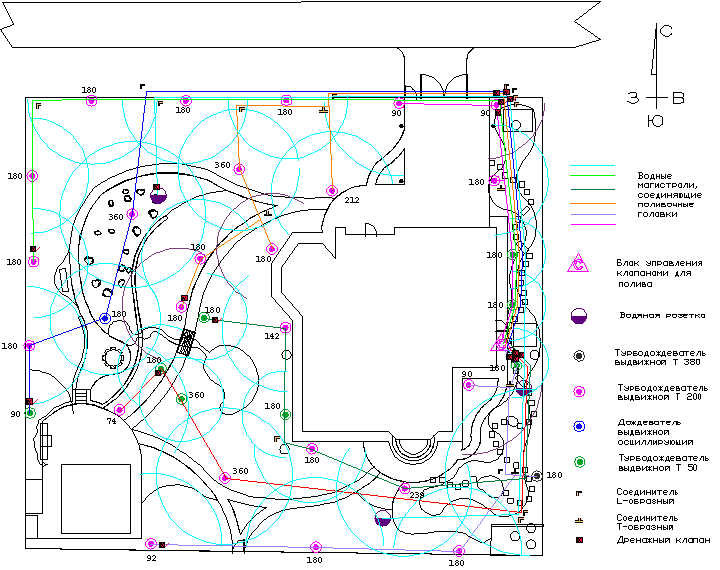 С
З
В
Ю
180
180
180
180
90
90
180
360
180
212
360
180
180
180
180
180
180
180
180
180
142
180
180
90
90
360
180
74
180
360
239
180
92
180
180
Водные
магистрали,
соединяющие
поливочные
головки
Блак управления
клапанами для
полива
Водяная розетка
Турбодождеватель
выдвижной Т 380
Турбодождеватель
выдвижной Т 200
Дождеватель
выдвижной
осциллирующий
Турбодождеватель
выдвижной Т 50
Соединитель
L-образный
Соединитель
Т-образный
Дренажный клапан